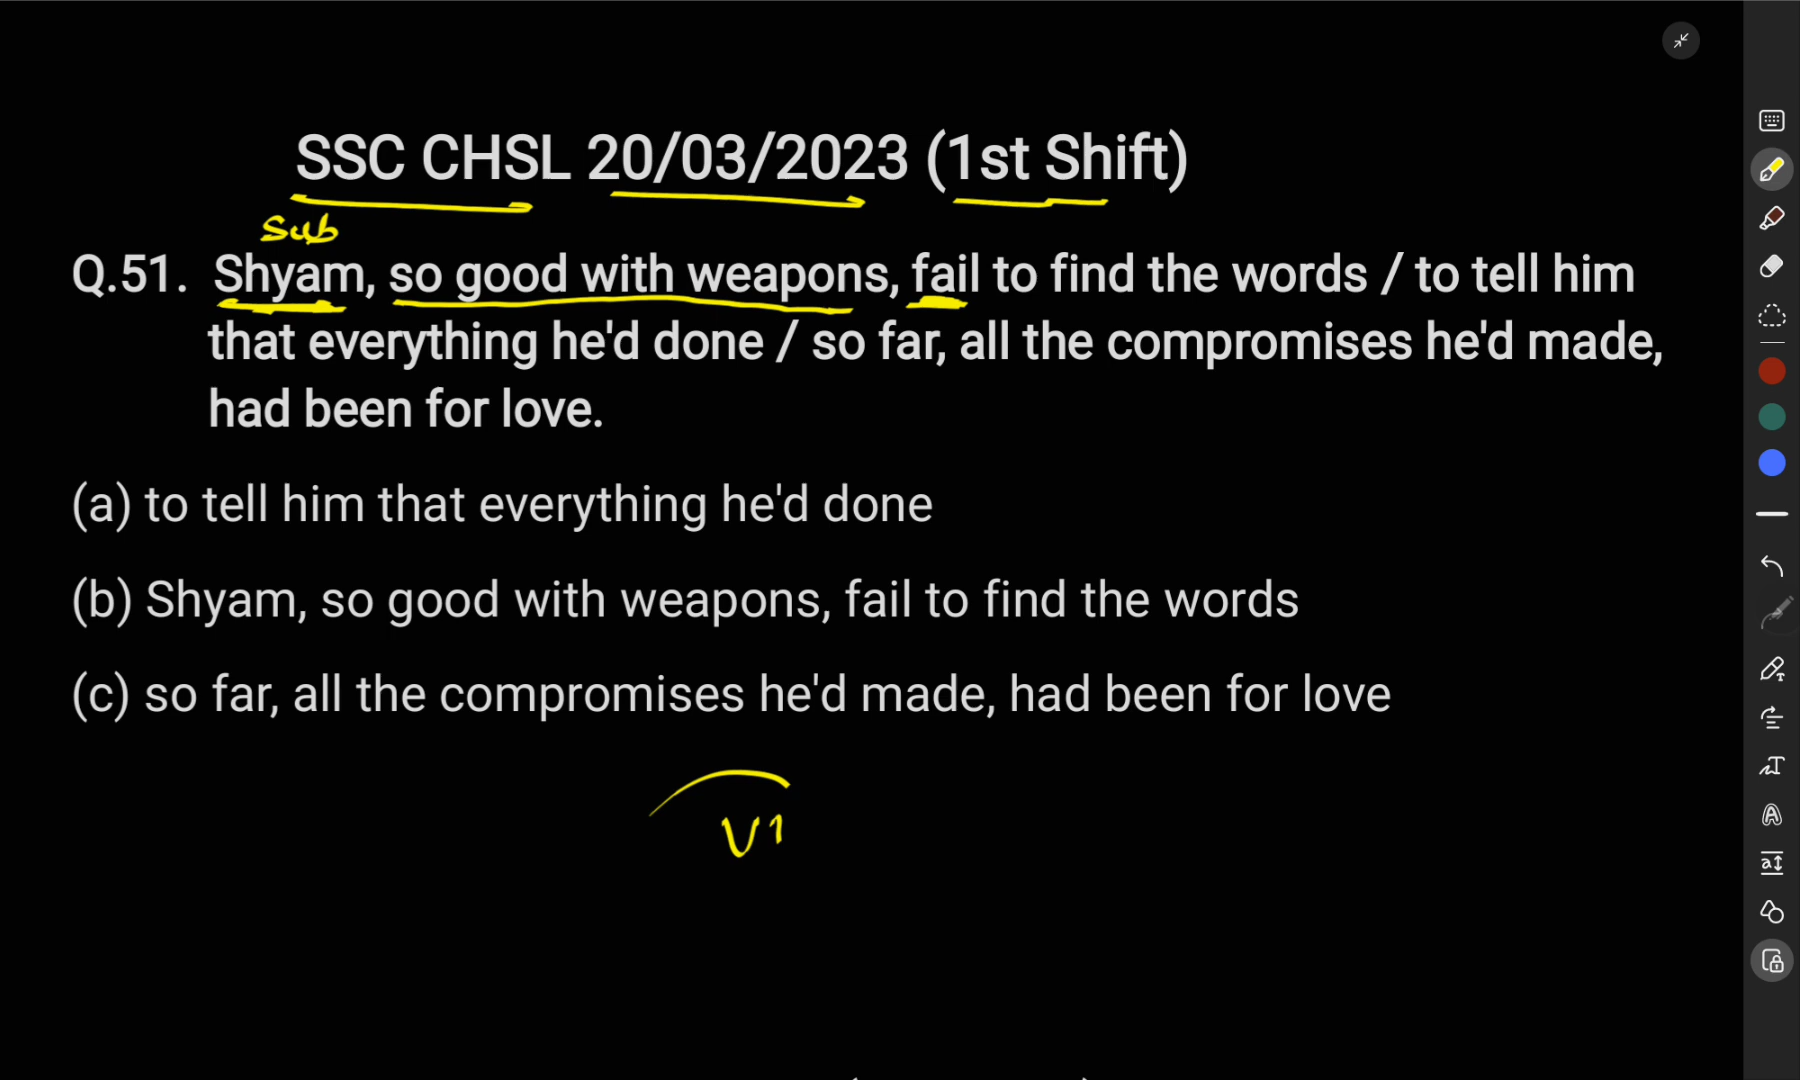 SSC CHSL 20/03/2023 (1st Shift)
Sub
Q.51. Shyam, so good with weapons, fail to find the words / to tell him
that everything he'd done / so far, all the compromises he'd made,
had been for love.
(a) to tell him that everything he'd done
(b) Shyam, so good with weapons, fail to find the words
(c) so far, all the compromises he'd made, had been for love
V1